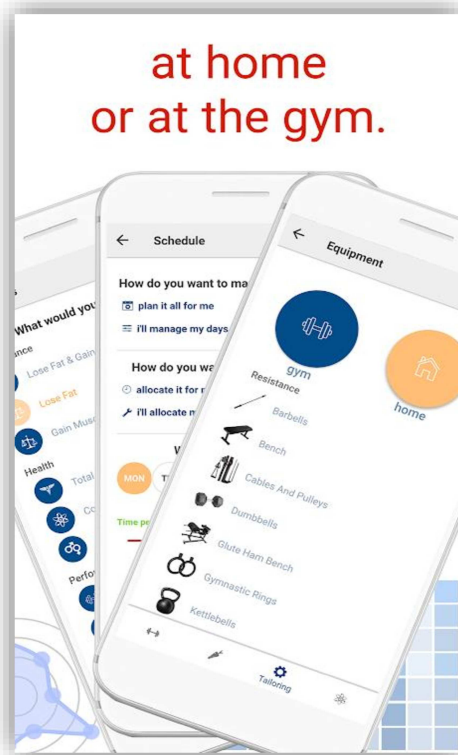 at home
or at the gym.
What would you
Lose Fat & Gain
Lose Fat
Gain
Health
Total
Schedule
How do you want to
plan it all for me
i'll manage my days
How do you
allocate it for
i'll allocate
MON
Equipment
gym
home
Resistance
Barbells
Bench
Cables And Pulleys
Dumbbells
Glute Ham Bench
Gymnastic Rings
Kettlebells
Tailoring